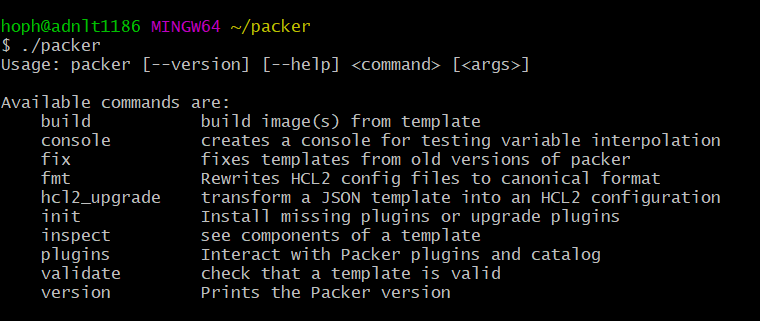 hoph@adnlt1186 MINGW64 ~/packer
$ ./packer
Usage: packer [--version] [--help] <command> [<args>]
Available commands are:
build           build image(s) from template
console         creates a console for testing variable interpolation
fix             fixes templates from old versions of packer
fmt             Rewrites HCL2 config files to canonical format
hcl2_upgrade    transform a JSON template into an HCL2 configuration
init            Install missing plugins or upgrade plugins
inspect         see components of a template
plugins         Interact with Packer plugins and catalog
validate        check that a template is valid
version         Prints the Packer version